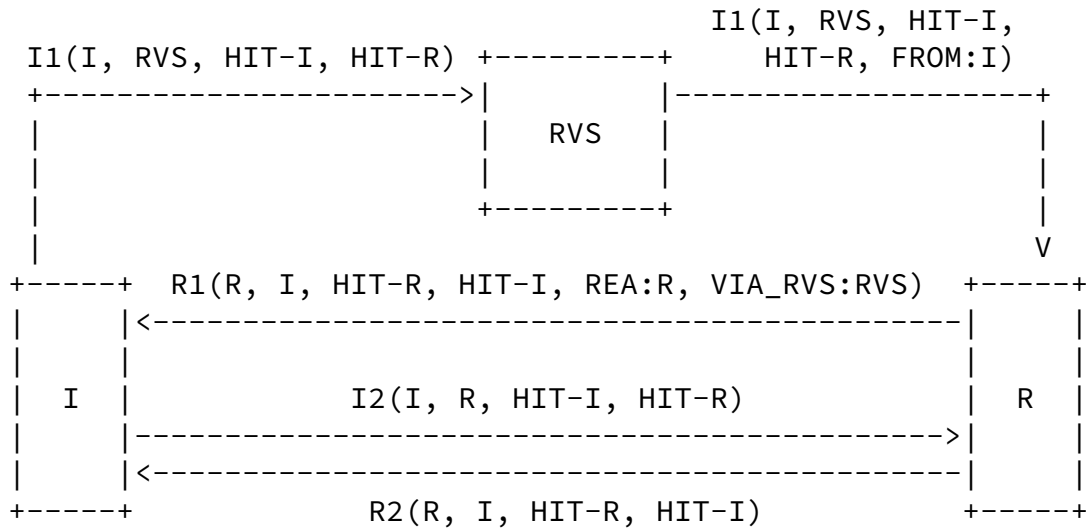 I1(I, RVS, HIT-I,
I1(I, RVS, HIT-I, HIT-R)
HIT-R, FROM:I)
RVS
R1(R, I, HIT-R, HIT-I, REA:R, VIA_RVS:RVS)
I
I2(I, R, HIT-I, HIT-R)
R
R2(R, I, HIT-R, HIT-I)